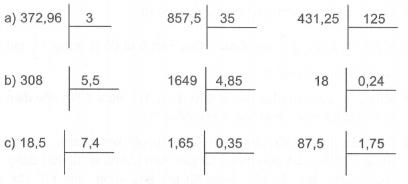 a) 372,96 3 857,5 35 431,25 125
b) 308 5,5 1649 4,85 18 0,24
c) 18,5 7,4 1,65 0,35 87,5 1,75